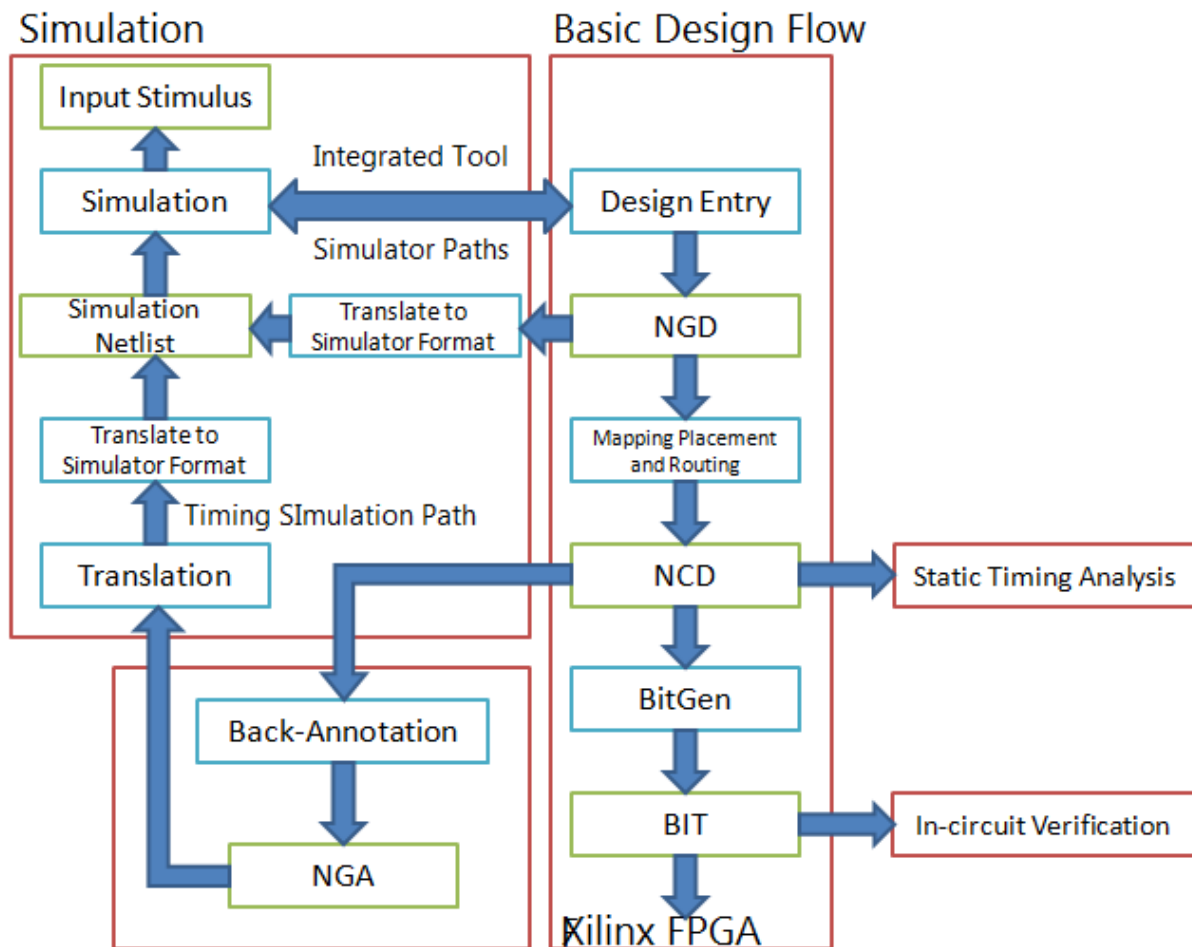 Simulation
Basic Design Flow
Input Stimulus
Integrated Tool
Simulation
Design Entry
Simulator Paths
Simulation
Netlist
Translate to
Simulator Format
NGD
Translate to
Simulator Format
Mapping Placement
and Routing
Timing SImulation Path
Translation
NCD
Static Timing Analysis
Back-Annotation
BitGen
NGA
BIT
In-circuit Verification
Xilinx FPGA